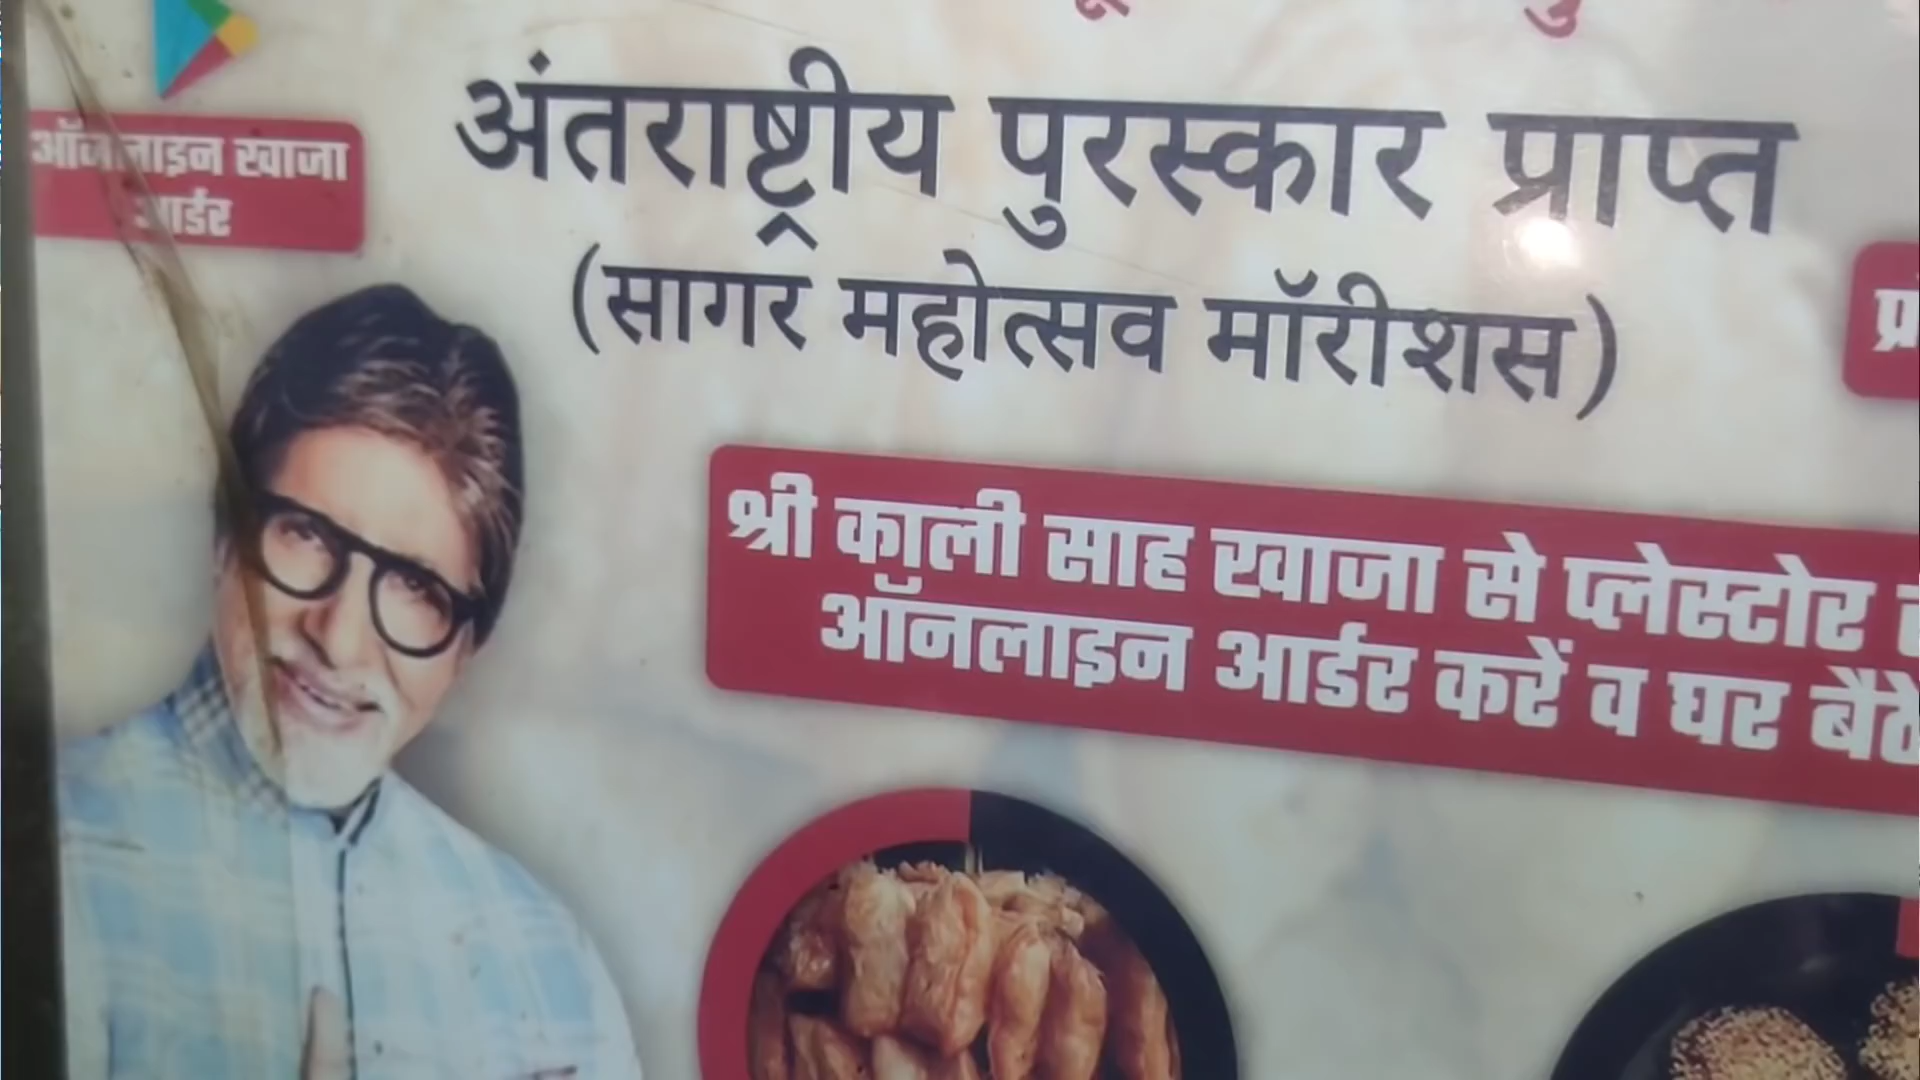 ऑनलाइन खाजा
आर्डर
अंतराष्ट्रीय पुरस्कार प्राप्त
(सागर महोत्सव मॉरीशस)
श्री काली साह खाजा से प्लेस्टोर
ऑनलाइन आर्डर करें व घर बैठे